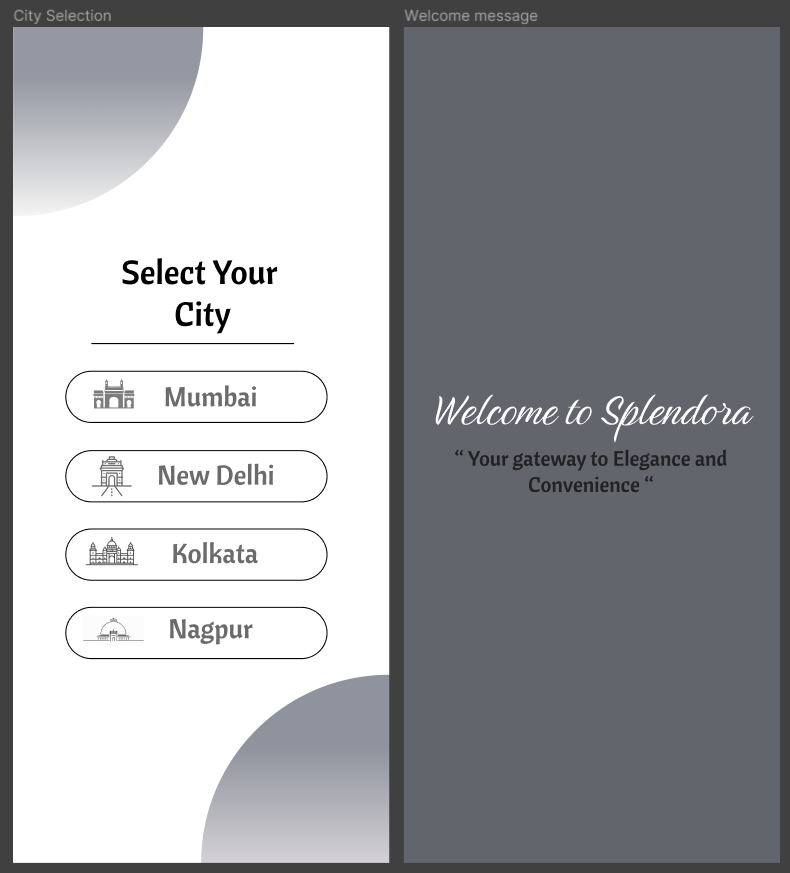 City Selection
Select Your
City
Mumbai
New Delhi
Kolkata
Nagpur
Welcome message
Welcome to Splendora
“ Your gateway to Elegance and
Convenience “